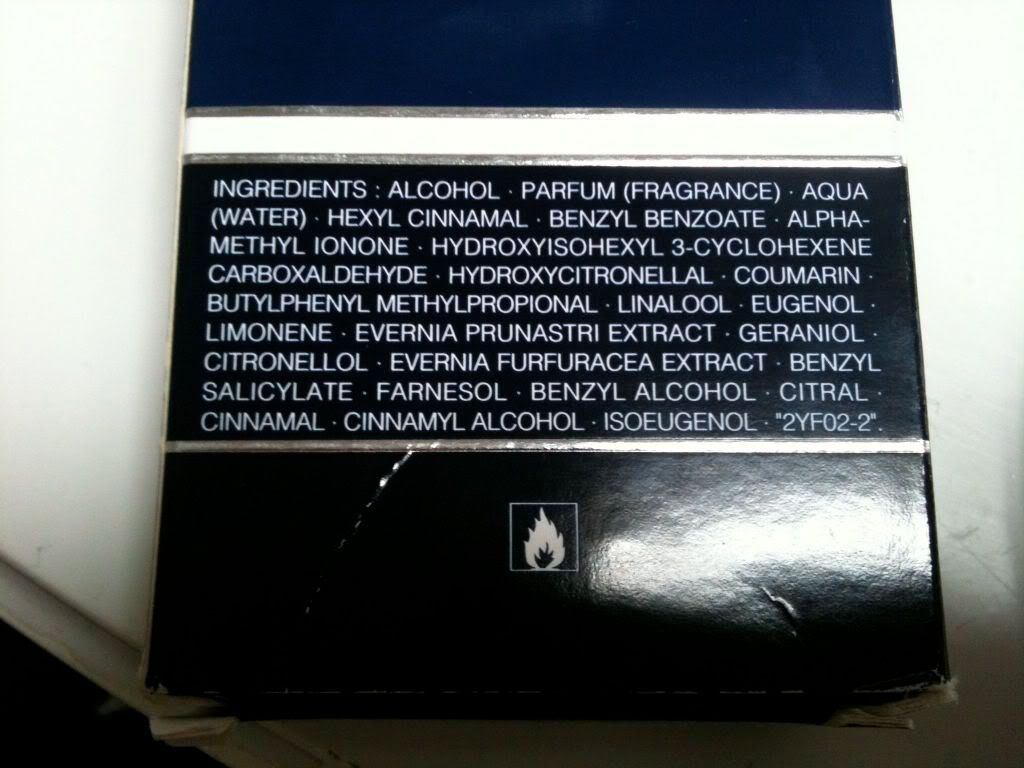 INGREDIENTS : ALCOHOL · PARFUM (FRAGRANCE) · AQUA
(WATER) · HEXYL CINNAMAL · BENZYL BENZOATE · ALPHA-
METHYL IONONE · HYDROXYISOHEXYL 3-CYCLOHEXENE
CARBOXALDEHYDE · HYDROXYCITRONELLAL · COUMARIN ·
BUTYLPHENYL METHYLPROPIONAL · LINALOOL · EUGENOL ·
LIMONENE · EVERNIA PRUNASTRI EXTRACT · GERANIOL ·
CITRONELLOL · EVERNIA FURFURACEA EXTRACT · BENZYL
SALICYLATE · FARNESOL · BENZYL ALCOHOL · CITRAL ·
CINNAMAL · CINNAMYL ALCOHOL · ISOEUGENOL · "2YF02-2".